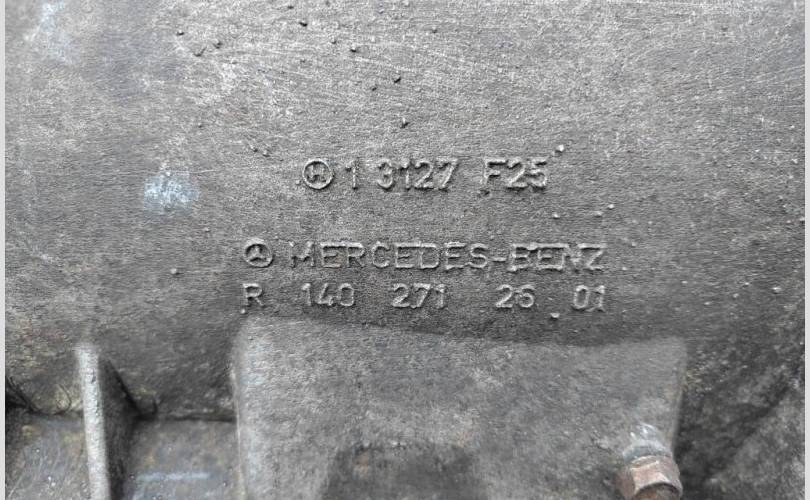 H 1 3127 F25
MERCEDES-BENZ
R 140 271 26 01